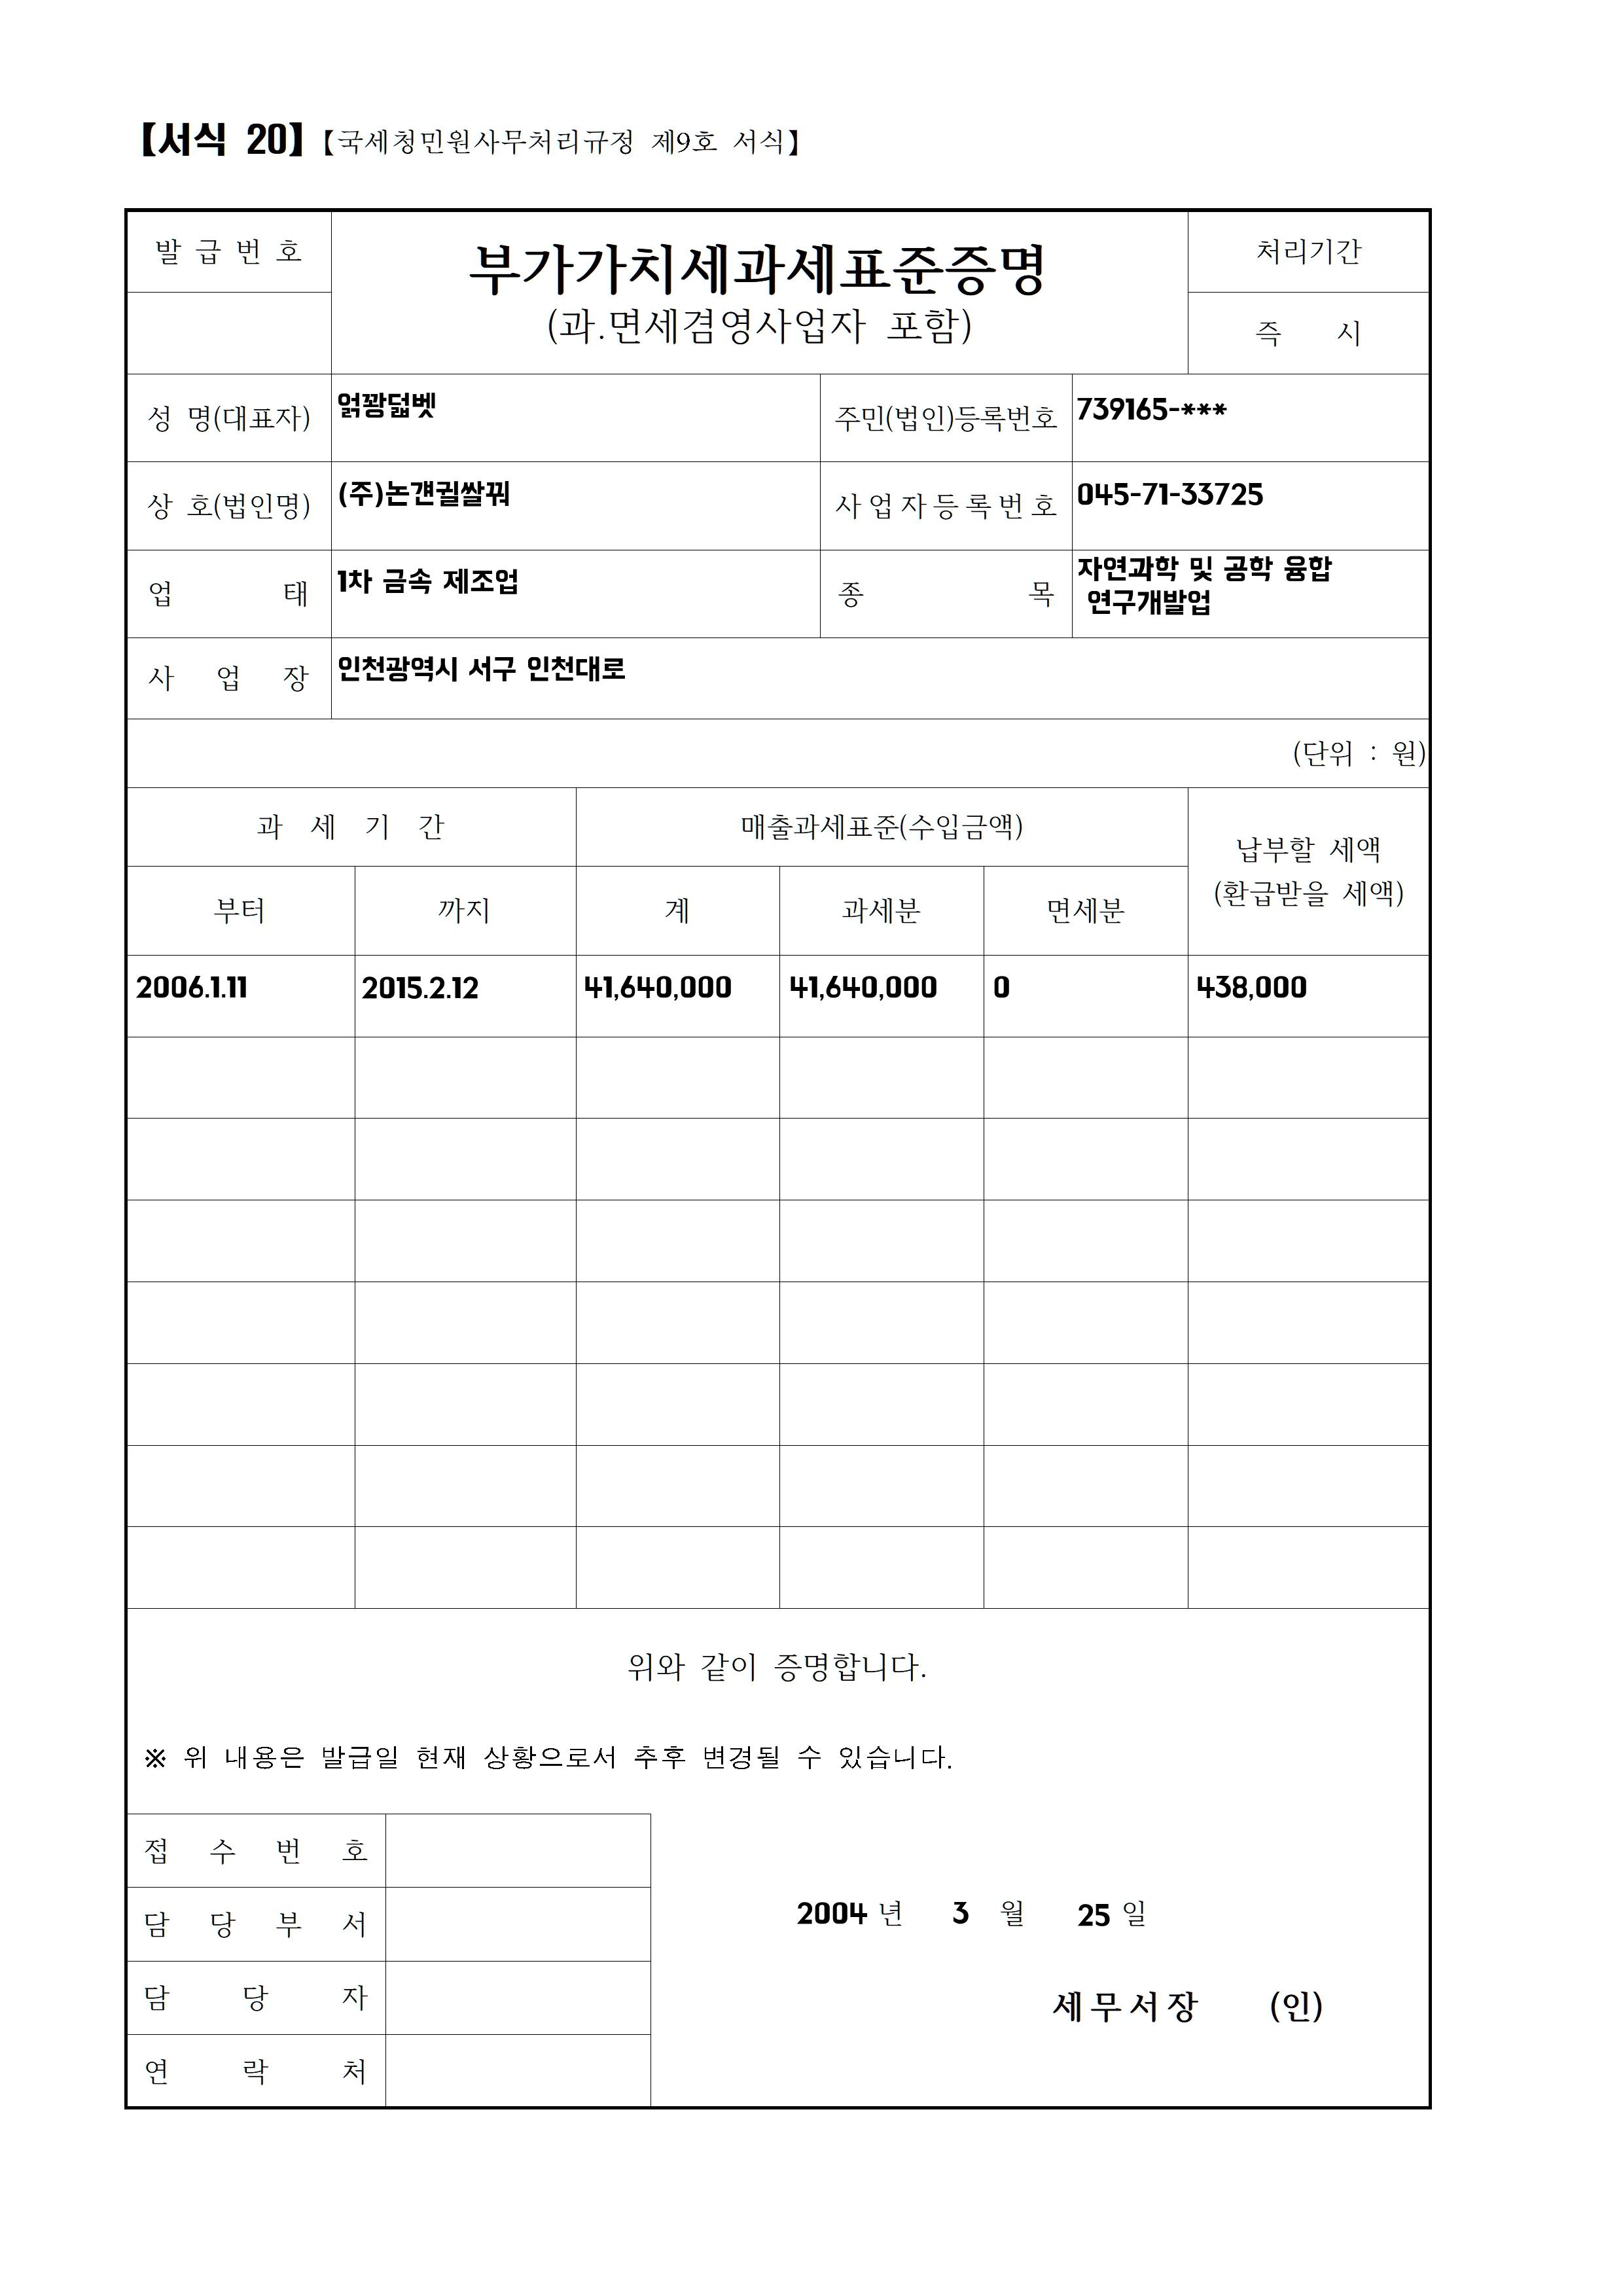 【서식 20】【국세청민원사무처리규정 제9호 서식】
발 급 번 호
부가가치세과세표준증명
(과.면세겸영사업자 포함)
처리기간
즉 시
성 명(대표자) 얽꽝덟벳 주민(법인)등록번호 739165-***
상 호(법인명) (주)논갠귈쌀꿔 사업자등록번호 045-71-33725
업 태 1차 금속 제조업 종 목 자연과학 및 공학 융합
연구개발업
사 업 장 인천광역시 서구 인천대로
(단위 : 원)
과 세 기 간 매출과세표준(수입금액) 납부할 세액
(환급받을 세액)
부터 까지 계 과세분 면세분
2006.1.11 2015.2.12 41,640,000 41,640,000 0 438,000
위와 같이 증명합니다.
※ 위 내용은 발급일 현재 상황으로서 추후 변경될 수 있습니다.
접 수 번 호
담 당 부 서
2004 년 3 월 25 일
담 당 자
세무서장 (인)
연 락 처